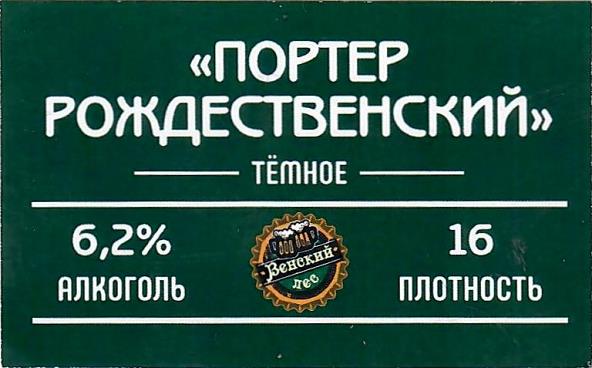 «ПОРТЕР
РОЖДЕСТВЕНСКИЙ»
ТЁМНОЕ
6,2%
АЛКОГОЛЬ
Венский
лес
16
ПЛОТНОСТЬ